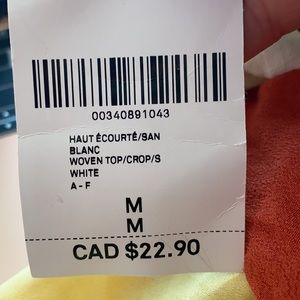 00340891043
HAUT ÉCOURTÉ/SAN
BLANC
WOVEN TOP/CROP/S
WHITE
A - F
M
M
CAD $22.90